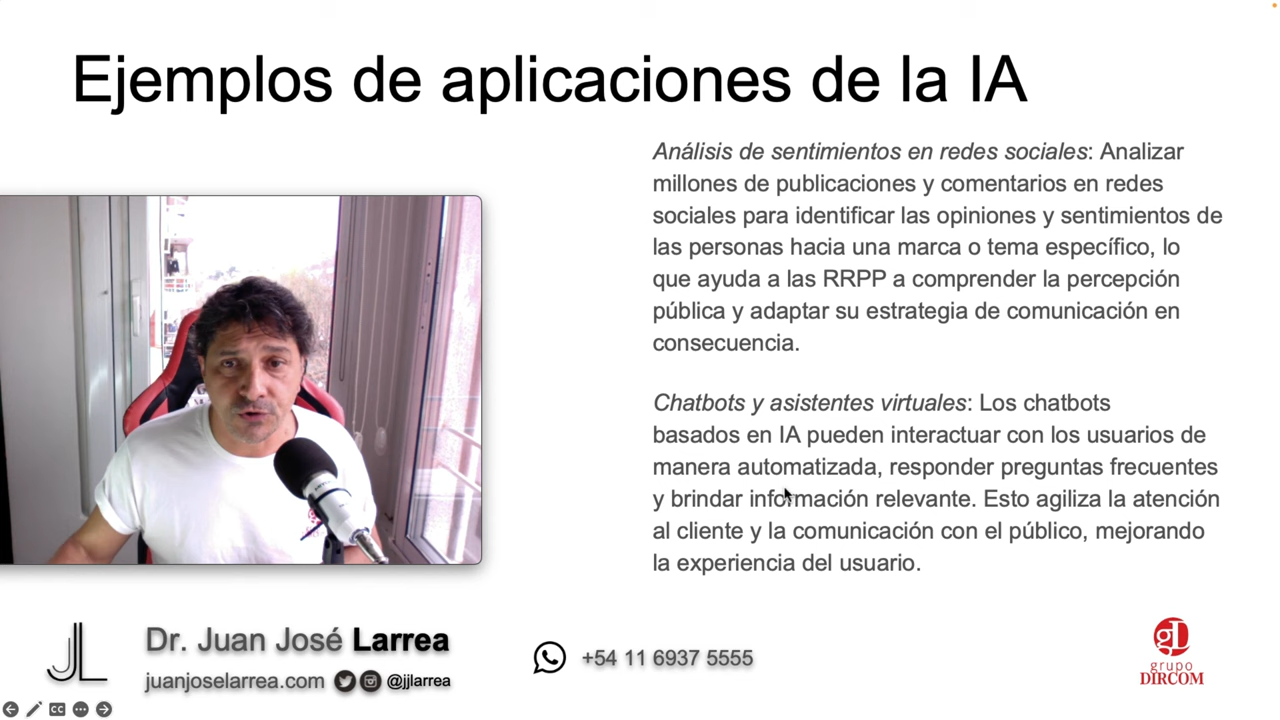 Ejemplos de aplicaciones de la IA
Análisis de sentimientos en redes sociales: Analizar
millones de publicaciones y comentarios en redes
sociales para identificar las opiniones y sentimientos de
las personas hacia una marca o tema específico, lo
que ayuda a las RRPP a comprender la percepción
pública y adaptar su estrategia de comunicación en
consecuencia.
Chatbots y asistentes virtuales: Los chatbots
basados en IA pueden interactuar con los usuarios de
manera automatizada, responder preguntas frecuentes
y brindar información relevante. Esto agiliza la atención
al cliente y la comunicación con el público, mejorando
la experiencia del usuario.
JL
Dr. Juan José Larrea
juanjoselarrea.com @jjlarrea
+54 11 6937 5555
gD
grupo
DIRCOM
CC